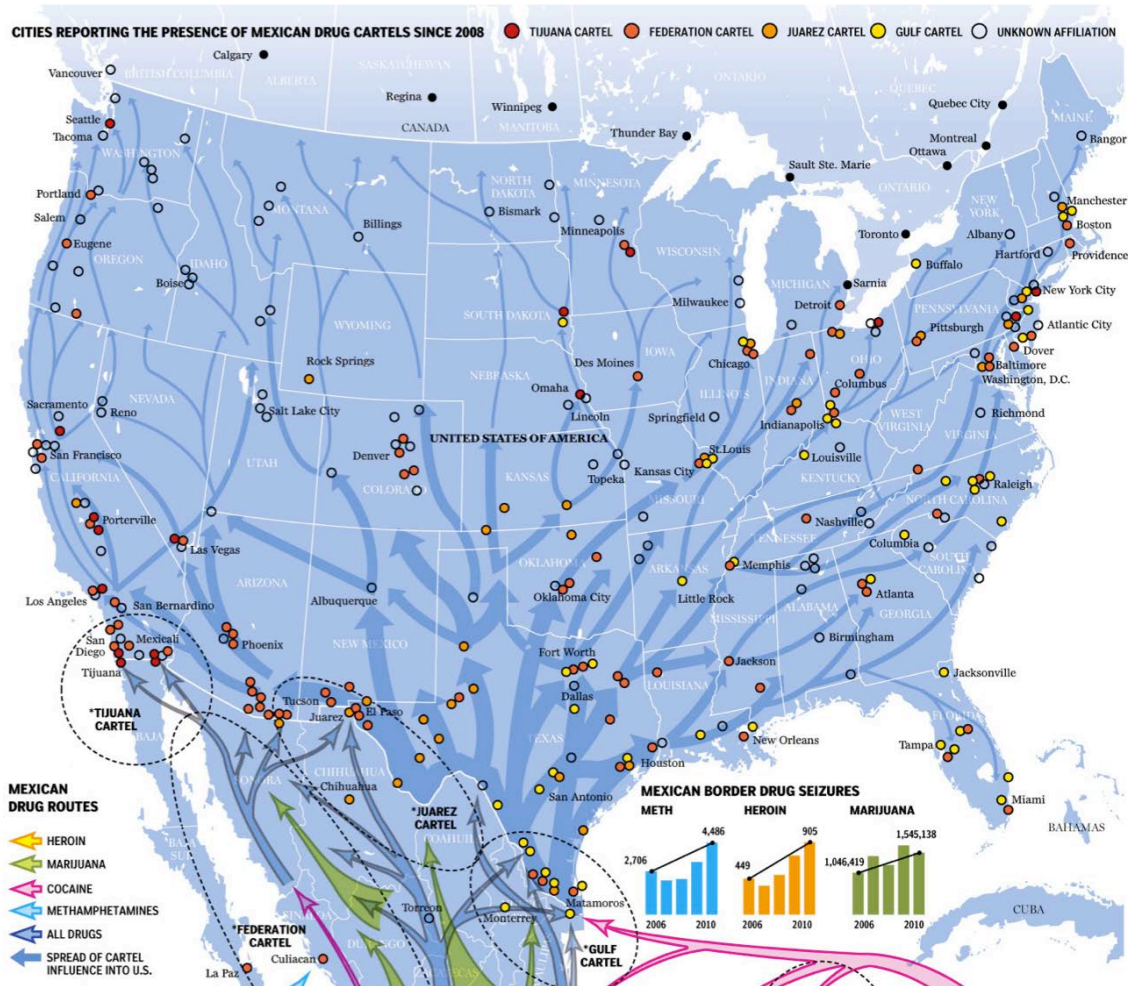 CITIES REPORTING THE PRESENCE OF MEXICAN DRUG CARTELS SINCE 2008
TIJUANA CARTEL
FEDERATION CARTEL
JUAREZ CARTEL
GULF CARTEL
UNKNOWN AFFILIATION
Calgary
Vancouver
BRITISH COLUMBIA
ALBERTA
SASKATCHEWAN
ONTARIO
QUEBEC
Regina
Winnipeg
Quebec City
CANADA
MANITOBA
MAINE
Seattle
Tacoma
Thunder Bay
Montreal
Ottawa
Bangor
WASHINGTON
Sault Ste. Marie
NORTH
DAKOTA
MINNESOTA
ONTARIO
Portland
NEW
YORK
Manchester
Salem
MONTANA
Bismark
Boston
Billings
Minneapolis
Toronto
Albany
Eugene
WISCONSIN
Hartford
Providence
OREGON
IDAHO
Buffalo
Boise
MICHIGAN
Sarnia
New York City
Milwaukee
Detroit
PENNSYLVANIA
SOUTH DAKOTA
WYOMING
Pittsburgh
Atlantic City
IOWA
Dover
Rock Springs
Des Moines
Chicago
OHIO
Baltimore
NEBRASKA
Columbus
Washington, D.C.
NEVADA
Omaha
ILLINOIS
INDIANA
Sacramento
Reno
Salt Lake City
Lincoln
Springfield
Indianapolis
WEST
VIRGINIA
Richmond
UNITED STATES OF AMERICA
VIRGINIA
San Francisco
Denver
St.Louis
Louisville
UTAH
KANSAS
Kansas City
CALIFORNIA
COLORADO
Topeka
KENTUCKY
Raleigh
MISSOURI
NORTH CAROLINA
Porterville
Nashville
Las Vegas
TENNESSEE
Columbia
OKLAHOMA
Memphis
SOUTH
CAROLINA
ARIZONA
ARKANSAS
Los Angeles
San Bernardino
Albuquerque
Oklahoma City
Little Rock
Atlanta
ALABAMA
GEORGIA
MISSISSIPPI
San
Diego
Mexicali
Phoenix
NEW MEXICO
Birmingham
Fort Worth
Tijuana
Jackson
Jacksonville
LOUISIANA
Tucson
Dallas
*TIJUANA
CARTEL
Juarez
El Paso
BAJA
FLORIDA
TEXAS
New Orleans
Tampa
Houston
SONORA
CHIHUAHUA
Chihuahua
San Antonio
MEXICAN
DRUG ROUTES
MEXICAN BORDER DRUG SEIZURES
Miami
METH
HEROIN
MARIJUANA
*JUAREZ
CARTEL
BAHAMAS
HEROIN
BAJA
SUR
COAHUIL
4,486
905
1,545,138
MARIJUANA
2,706
449
1,046,419
COCAINE
METHAMPHETAMINES
SINALOA
Torreon
Monterrey
Matamoros
2006
2010
2006
2010
2006
2010
CUBA
ALL DRUGS
*FEDERATION
CARTEL
DURANGO
*GULF
CARTEL
SPREAD OF CARTEL
INFLUENCE INTO U.S.
La Paz
Culiacan